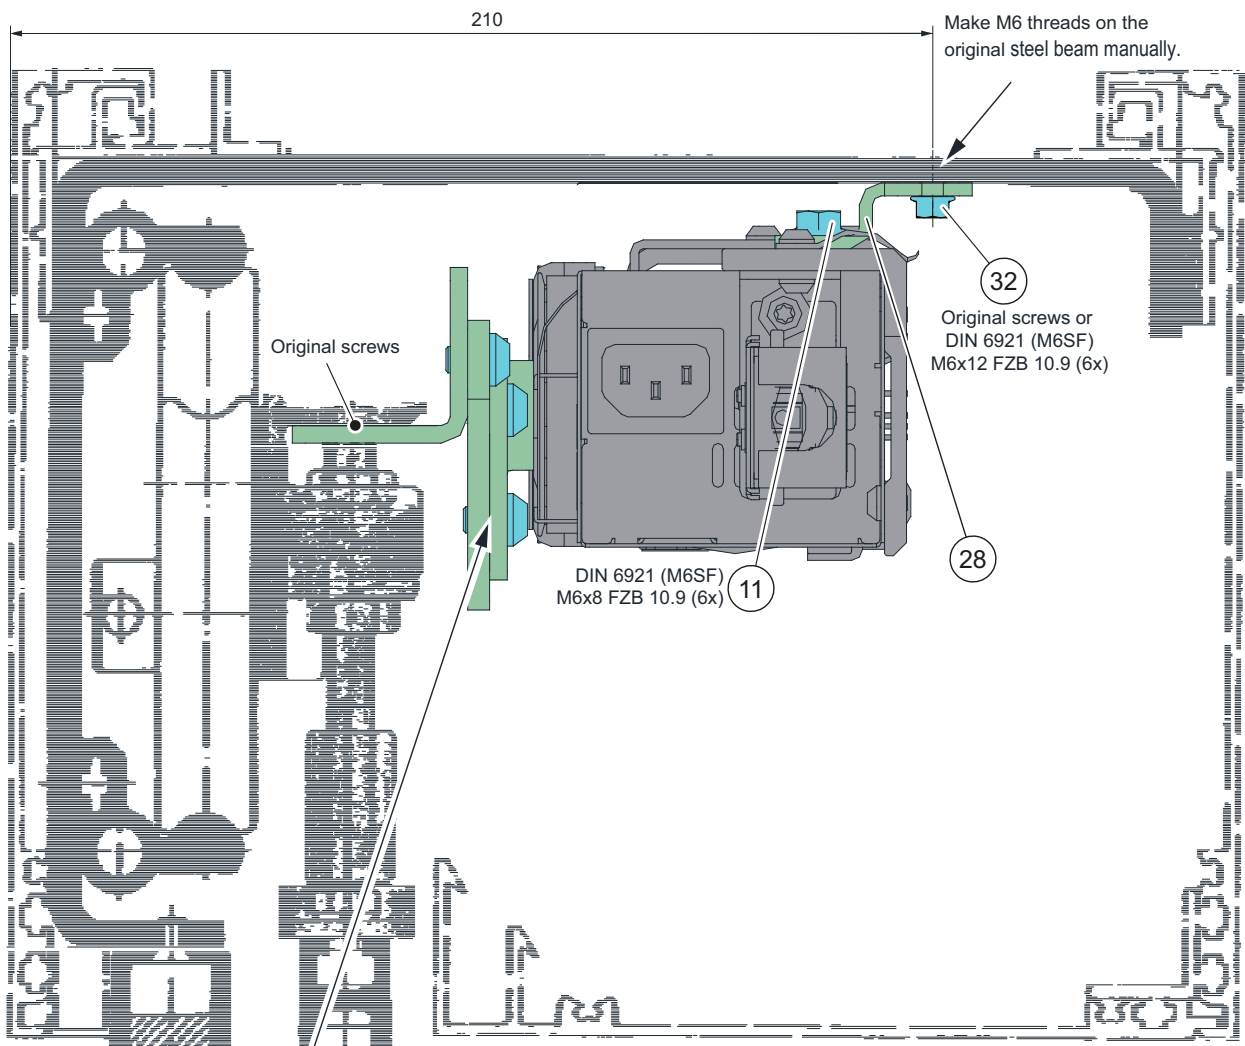 210
Make M6 threads on the
original steel beam manually.
32
Original screws or
DIN 6921 (M6SF)
M6x12 FZB 10.9 (6x)
Original screws
28
DIN 6921 (M6SF)
M6x8 FZB 10.9 (6x)
11